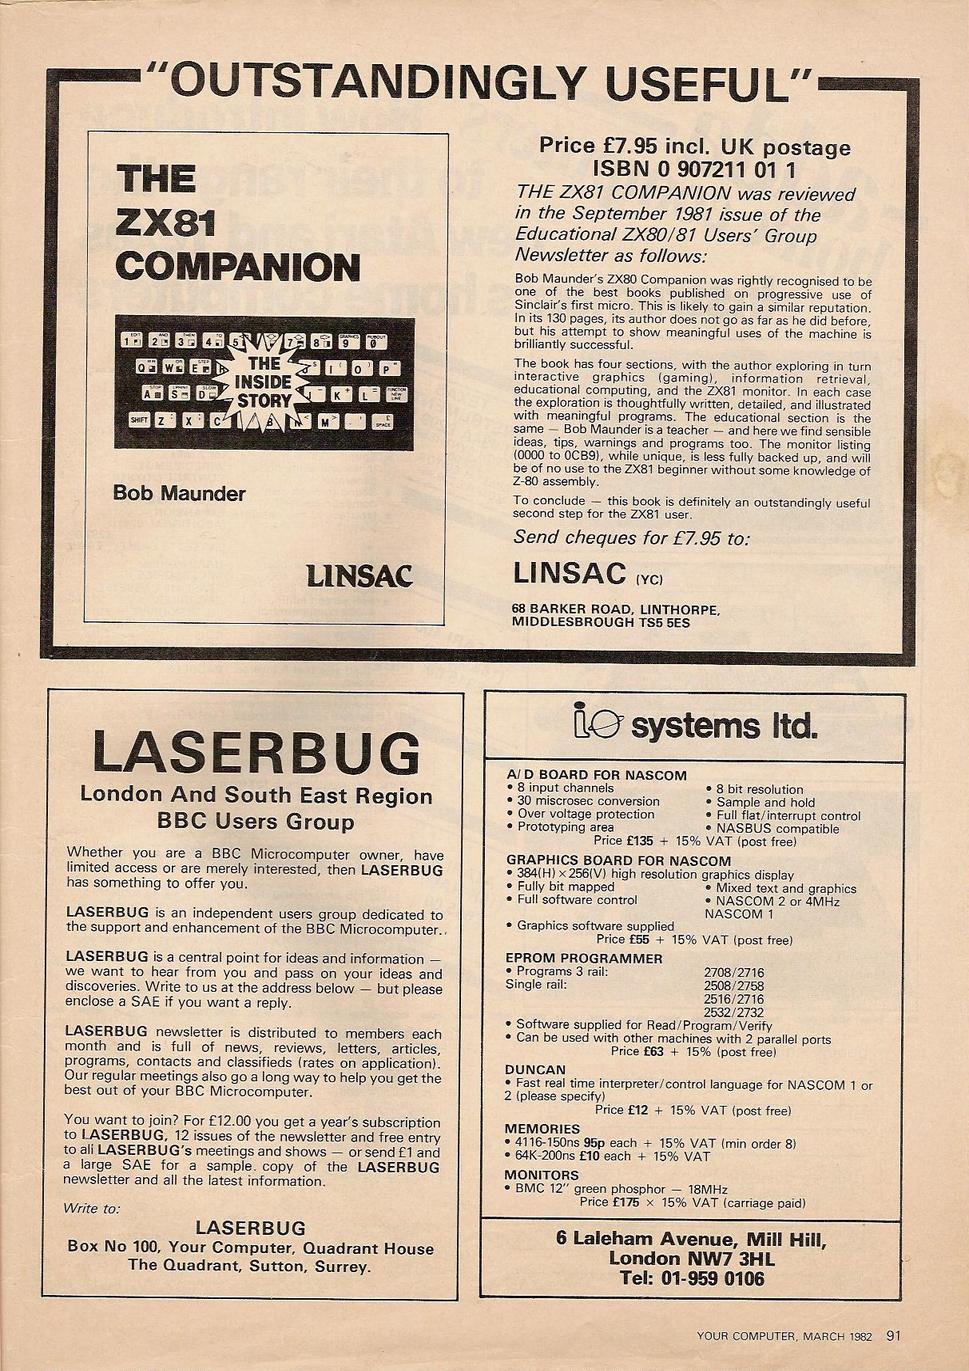 "OUTSTANDINGLY USEFUL"
THE
ZX81
COMPANION
THE
INSIDE
STORY
Bob Maunder
LINSAC
Price £7.95 incl. UK postage
ISBN 0 907211 01 1
THE ZX81 COMPANION was reviewed
in the September 1981 issue of the
Educational ZX80/81 Users' Group
Newsletter as follows:
Bob Maunder's ZX80 Companion was rightly recognised to be
one of the best books published on progressive use of
Sinclair's first micro. This is likely to gain a similar reputation.
In its 130 pages, its author does not go as far as he did before,
but his attempt to show meaningful uses of the machine is
brilliantly successful.
The book has four sections, with the author exploring in turn
interactive graphics (gaming), information retrieval,
educational computing, and the ZX81 monitor. In each case
the exploration is thoughtfully written, detailed, and illustrated
with meaningful programs. The educational section is the
same — Bob Maunder is a teacher — and here we find sensible
ideas, tips, warnings and programs too. The monitor listing
(0000 to 0CB9), while unique, is less fully backed up, and will
be of no use to the ZX81 beginner without some knowledge of
Z-80 assembly.
To conclude — this book is definitely an outstandingly useful
second step for the ZX81 user.
Send cheques for £7.95 to:
LINSAC (YC)
68 BARKER ROAD, LINTHORPE,
MIDDLESBROUGH TS5 5ES
LASERBUG
London And South East Region
BBC Users Group
Whether you are a BBC Microcomputer owner, have
limited access or are merely interested, then LASERBUG
has something to offer you.
LASERBUG is an independent users group dedicated to
the support and enhancement of the BBC Microcomputer.
LASERBUG is a central point for ideas and information —
we want to hear from you and pass on your ideas and
discoveries. Write to us at the address below — but please
enclose a SAE if you want a reply.
LASERBUG newsletter is distributed to members each
month and is full of news, reviews, letters, articles,
programs, contacts and classifieds (rates on application).
Our regular meetings also go a long way to help you get the
best out of your BBC Microcomputer.
You want to join? For £12.00 you get a year's subscription
to LASERBUG, 12 issues of the newsletter and free entry
to all LASERBUG's meetings and shows — or send £1 and
a large SAE for a sample copy of the LASERBUG
newsletter and all the latest information.
Write to:
LASERBUG
Box No 100, Your Computer, Quadrant House
The Quadrant, Sutton, Surrey.
io systems ltd.
A/D BOARD FOR NASCOM
• 8 input channels • 8 bit resolution
• 30 miscrosec conversion • Sample and hold
• Over voltage protection • Full flat/interrupt control
• Prototyping area • NASBUS compatible
Price £135 + 15% VAT (post free)
GRAPHICS BOARD FOR NASCOM
• 384(H)×256(V) high resolution graphics display
• Fully bit mapped • Mixed text and graphics
• Full software control • NASCOM 2 or 4MHz
NASCOM 1
• Graphics software supplied
Price £55 + 15% VAT (post free)
EPROM PROGRAMMER
• Programs 3 rail: 2708/2716
Single rail: 2508/2758
2516/2716
2532/2732
• Software supplied for Read/Program/Verify
• Can be used with other machines with 2 parallel ports
Price £63 + 15% (post free)
DUNCAN
• Fast real time interpreter/control language for NASCOM 1 or
2 (please specify)
Price £12 + 15% VAT (post free)
MEMORIES
• 4116-150ns 95p each + 15% VAT (min order 8)
• 64K-200ns £10 each + 15% VAT
MONITORS
• BMC 12" green phosphor — 18MHz
Price £175 × 15% VAT (carriage paid)
6 Laleham Avenue, Mill Hill,
London NW7 3HL
Tel: 01-959 0106
YOUR COMPUTER, MARCH 1982 91